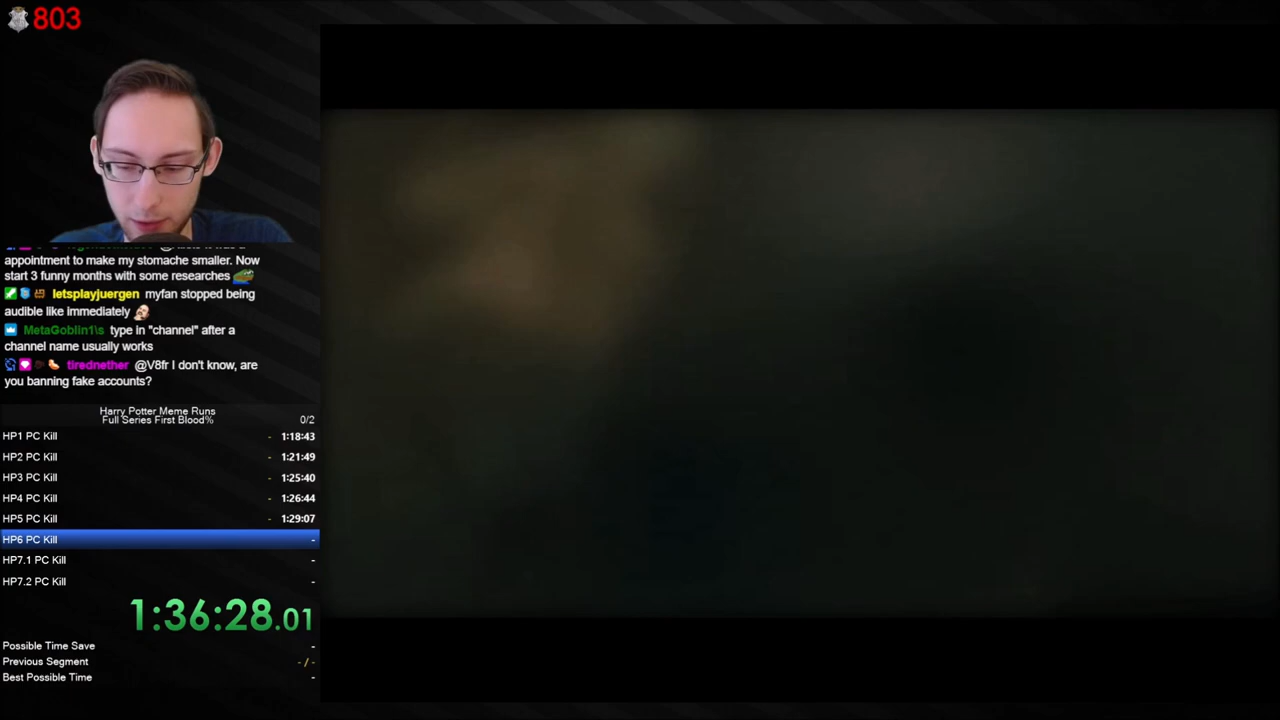 803
appointment to make my stomache smaller. Now
start 3 funny months with some researches
letsplayjuergen myfan stopped being
audible like immediately
MetaGoblin1\s type in "channel" after a
channel name usually works
tirednether @V8fr I don't know, are
you banning fake accounts?
Harry Potter Meme Runs
Full Series First Blood% 0/2
HP1 PC Kill - 1:18:43
HP2 PC Kill - 1:21:49
HP3 PC Kill - 1:25:40
HP4 PC Kill - 1:26:44
HP5 PC Kill - 1:29:07
HP6 PC Kill -
HP7.1 PC Kill -
HP7.2 PC Kill -
1:36:28.01
Possible Time Save -
Previous Segment - / -
Best Possible Time -